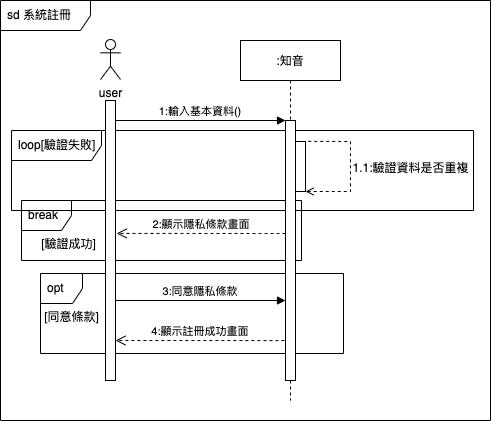 sd 系統註冊
:知音
user
1:輸入基本資料()
loop[驗證失敗]
1.1:驗證資料是否重複
break
2:顯示隱私條款畫面
[驗證成功]
opt
3:同意隱私條款
[同意條款]
4:顯示註冊成功畫面